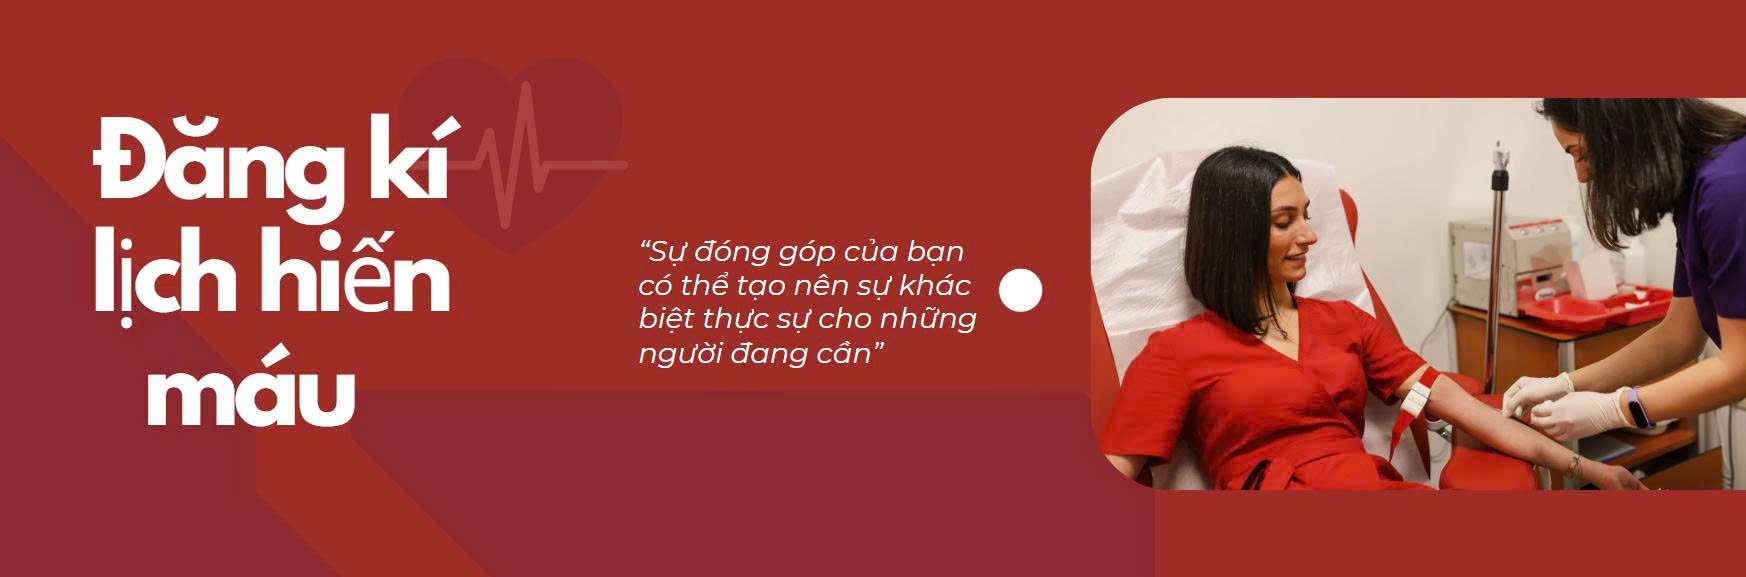 Đăng kí
lịch hiến
máu
“Sự đóng góp của bạn
có thể tạo nên sự khác
biệt thực sự cho những
người đang cần”